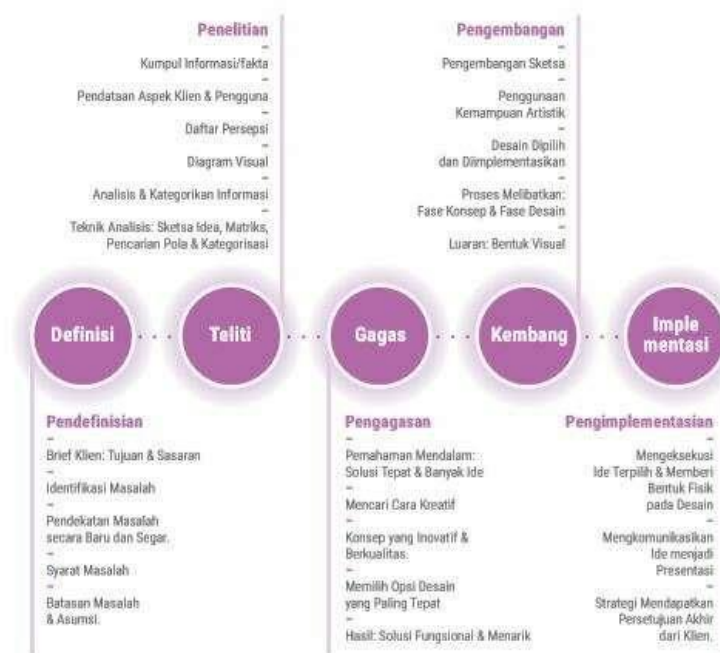 Penelitian
–
Kumpul Informasi/fakta
–
Pendataan Aspek Klien & Pengguna
–
Daftar Persepsi
–
Diagram Visual
–
Analisis & Kategorikan Informasi
–
Teknik Analisis: Sketsa Idea, Matriks,
Pencarian Pola & Kategorisasi
Pengembangan
–
Pengembangan Sketsa
–
Penggunaan
Kemampuan Artistik
–
Desain Dipilih
dan Diimplementasikan
–
Proses Melibatkan:
Fase Konsep & Fase Desain
–
Luaran: Bentuk Visual
Definisi
Teliti
Gagas
Kembang
Imple
mentasi
Pendefinisian
–
Brief Klien: Tujuan & Sasaran
–
Identifikasi Masalah
–
Pendekatan Masalah
secara Baru dan Segar.
–
Syarat Masalah
–
Batasan Masalah
& Asumsi.
Pengagasan
–
Pemahaman Mendalam:
Solusi Tepat & Banyak Ide
–
Mencari Cara Kreatif
–
Konsep yang Inovatif &
Berkualitas.
–
Memilih Opsi Desain
yang Paling Tepat
–
Hasil: Solusi Fungsional & Menarik
Pengimplementasian
–
Mengeksekusi
Ide Terpilih & Memberi
Bentuk Fisik
pada Desain
–
Mengkomunikasikan
Ide menjadi
Presentasi
–
Strategi Mendapatkan
Persetujuan Akhir
dari Klien.